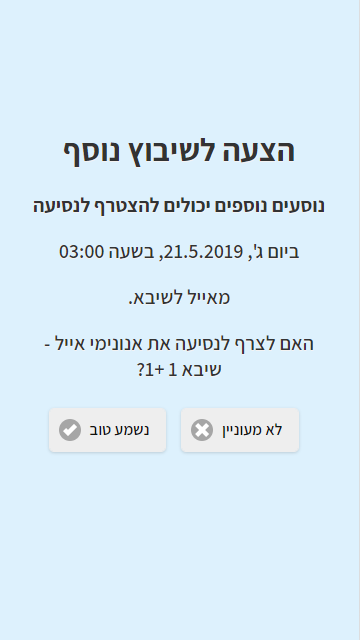 הצעה לשיבוץ נוסף
נוסעים נוספים יכולים להצטרף לנסיעה
ביום ג', 21.5.2019, בשעה 03:00
מאייל לשיבא.
האם לצרף לנסיעה את אנונימי אייל -
שיבא 1 +1?
לא מעוניין
נשמע טוב